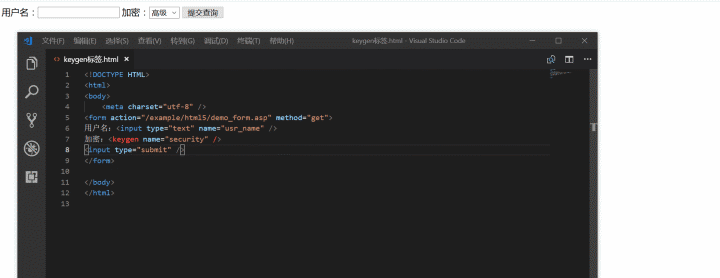 用户名： 加密：高级 提交查询
文件(F) 编辑(E) 选择(S) 查看(V) 转到(G) 调试(D) 终端(T) 帮助(H) keygen标签.html - Visual Studio Code
keygen标签.html
1 <!DOCTYPE HTML>
2 <html>
3 <body>
4 <meta charset="utf-8" />
5 <form action="/example/html5/demo_form.asp" method="get">
6 用户名：<input type="text" name="usr_name" />
7 加密：<keygen name="security" />
8 <input type="submit" />
9 </form>
10
11 </body>
12 </html>
13